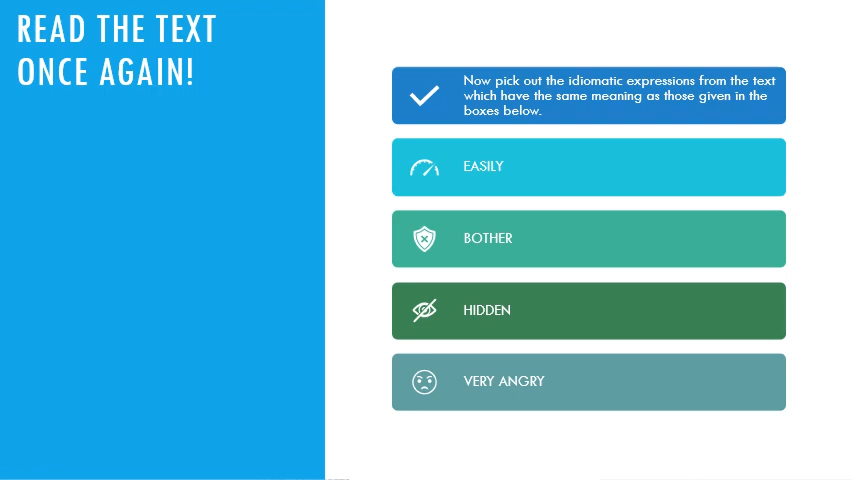 READ THE TEXT
ONCE AGAIN!
Now pick out the idiomatic expressions from the text
which have the same meaning as those given in the
boxes below.
EASILY
BOTHER
HIDDEN
VERY ANGRY